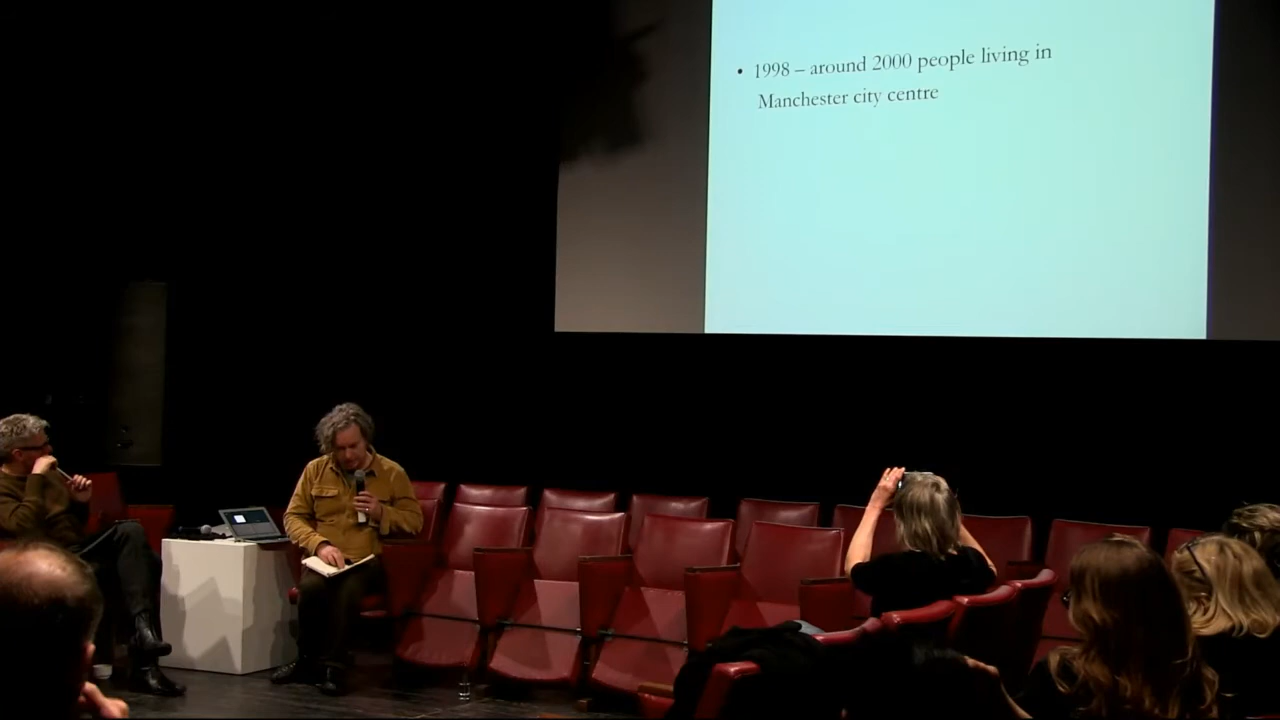 • 1998 – around 2000 people living in
Manchester city centre